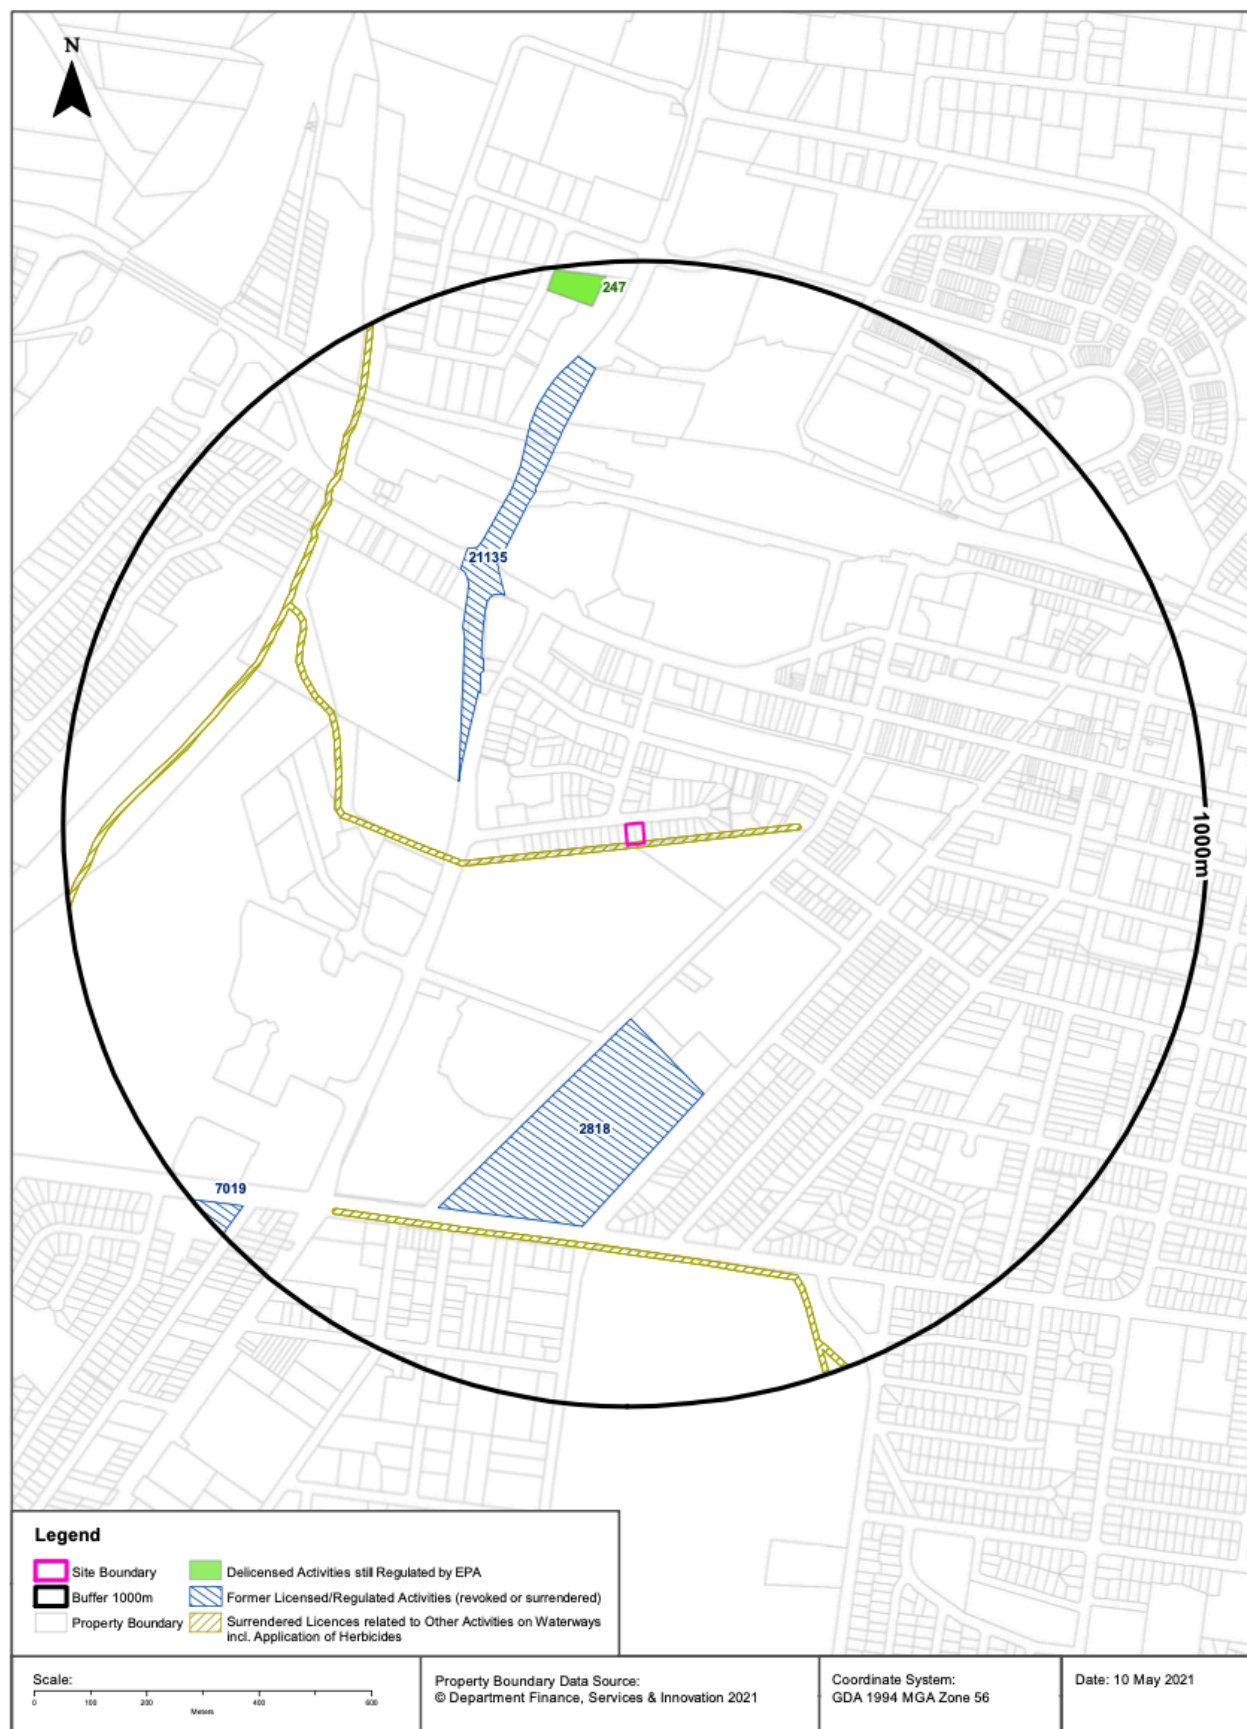 N
247
21135
1000m
2818
7019
Legend
Site Boundary
Buffer 1000m
Property Boundary
Delicensed Activities still Regulated by EPA
Former Licensed/Regulated Activities (revoked or surrendered)
Surrendered Licences related to Other Activities on Waterways
incl. Application of Herbicides
Scale:
0 100 200 400 600
Meters
Property Boundary Data Source:
© Department Finance, Services & Innovation 2021
Coordinate System:
GDA 1994 MGA Zone 56
Date: 10 May 2021